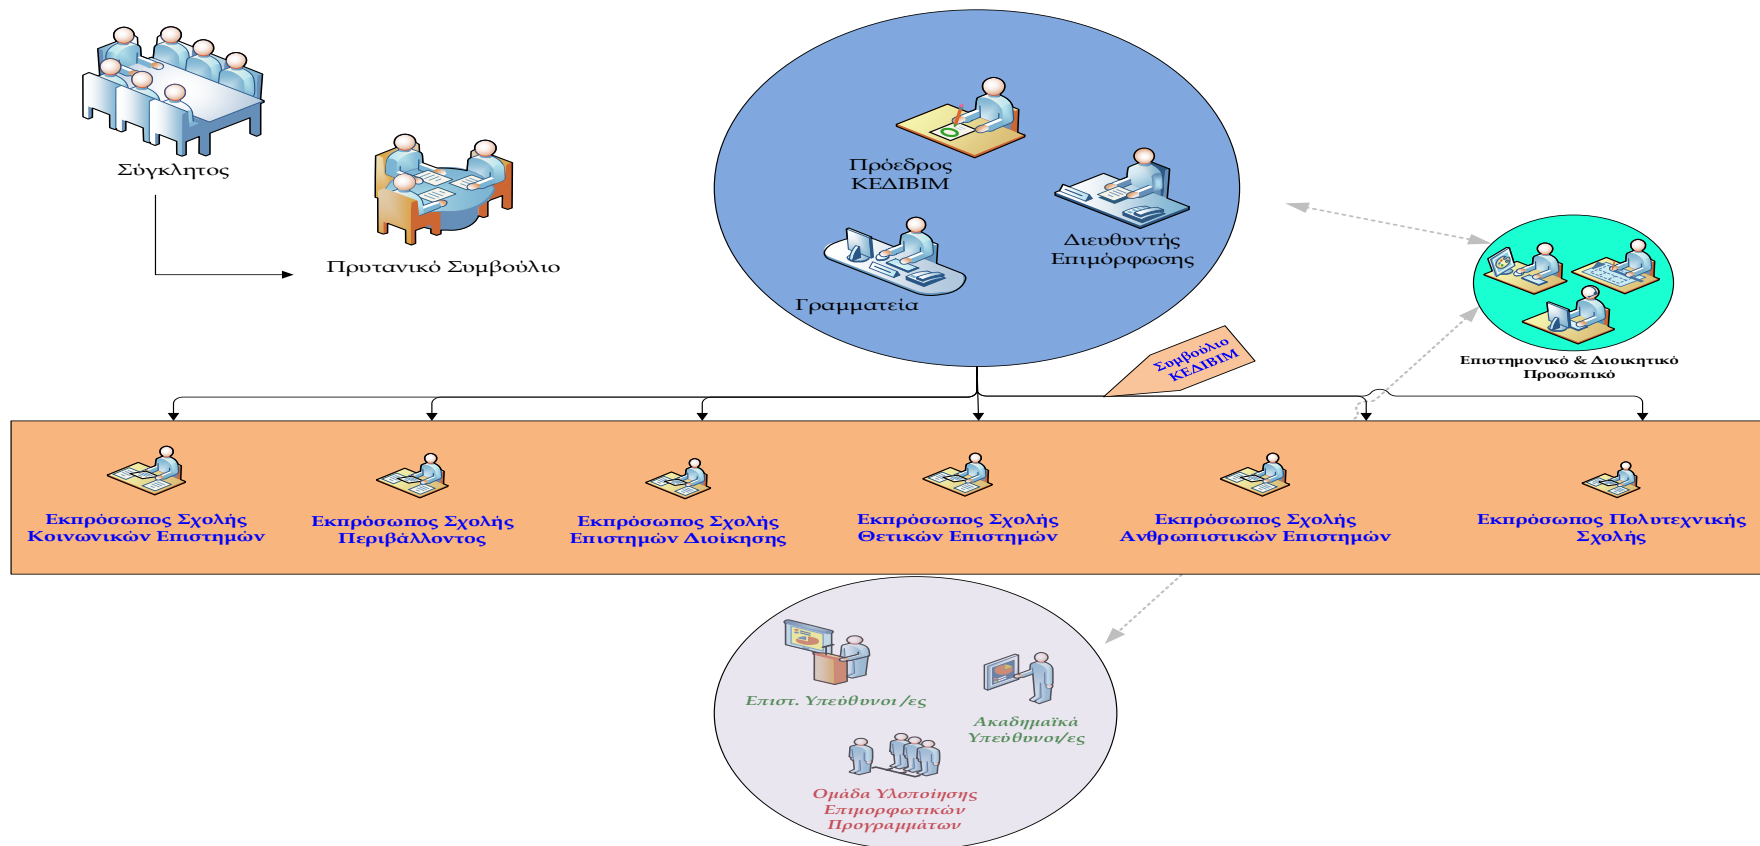 Σύγκλητος
Πρυτανικό Συμβούλιο
Πρόεδρος
ΚΕΔΙΒΙΜ
Διευθυντής
Επιμόρφωσης
Γραμματεία
Επιστημονικό & Διοικητικό
Προσωπικό
Συμβούλιο
ΚΕΔΙΒΙΜ
Εκπρόσωπος Σχολής
Κοινωνικών Επιστημών
Εκπρόσωπος Σχολής
Περιβάλλοντος
Εκπρόσωπος Σχολής
Επιστημών Διοίκησης
Εκπρόσωπος Σχολής
Θετικών Επιστημών
Εκπρόσωπος Σχολής
Ανθρωπιστικών Επιστημών
Εκπρόσωπος Πολυτεχνικής
Σχολής
Επιστ. Υπεύθυνοι /ες
Ακαδημαϊκά
Υπεύθυνοι/ες
Ομάδα Υλοποίησης
Επιμορφωτικών
Προγραμμάτων